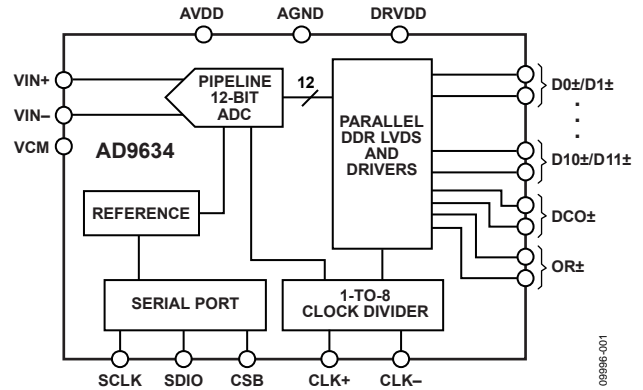 AVDD
AGND
DRVDD
VIN+
VIN–
VCM
PIPELINE
12-BIT
ADC
12
PARALLEL
DDR LVDS
AND
DRIVERS
D0±/D1±
.
.
.
D10±/D11±
DCO±
OR±
AD9634
REFERENCE
SERIAL PORT
1-TO-8
CLOCK DIVIDER
SCLK
SDIO
CSB
CLK+
CLK–
09996-001